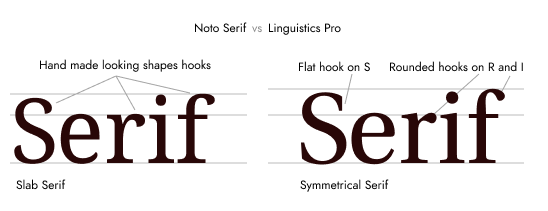 Noto Serif vs Linguistics Pro
Hand made looking shapes hooks
Flat hook on S
Rounded hooks on R and I
Serif
Serif
Slab Serif
Symmetrical Serif